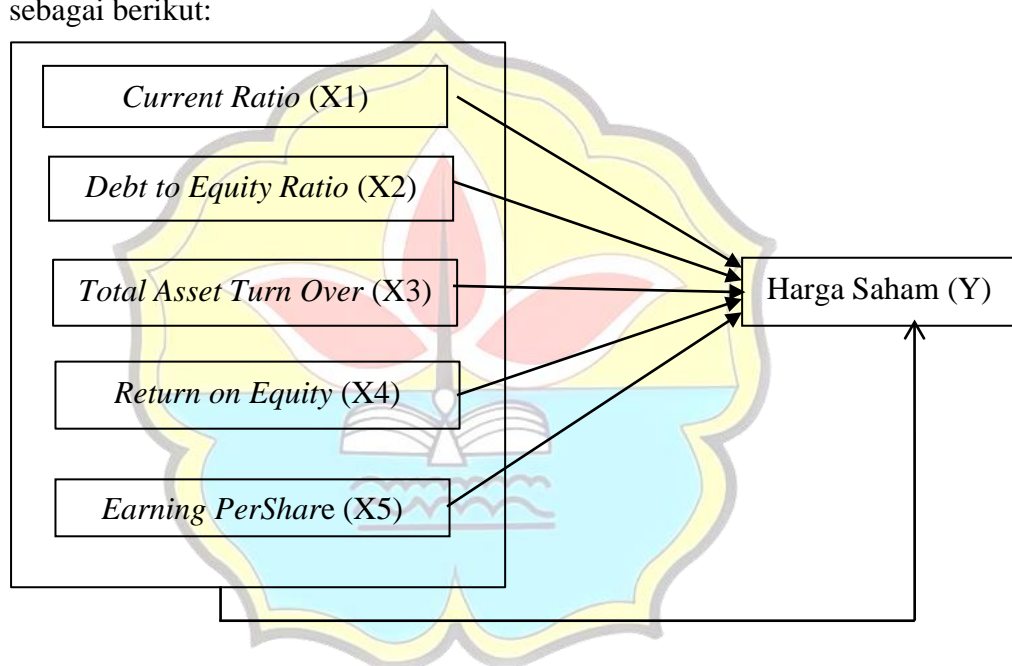 sebagai berikut:
Current Ratio (X1)
Debt to Equity Ratio (X2)
Total Asset Turn Over (X3)
Harga Saham (Y)
Return on Equity (X4)
Earning PerShare (X5)